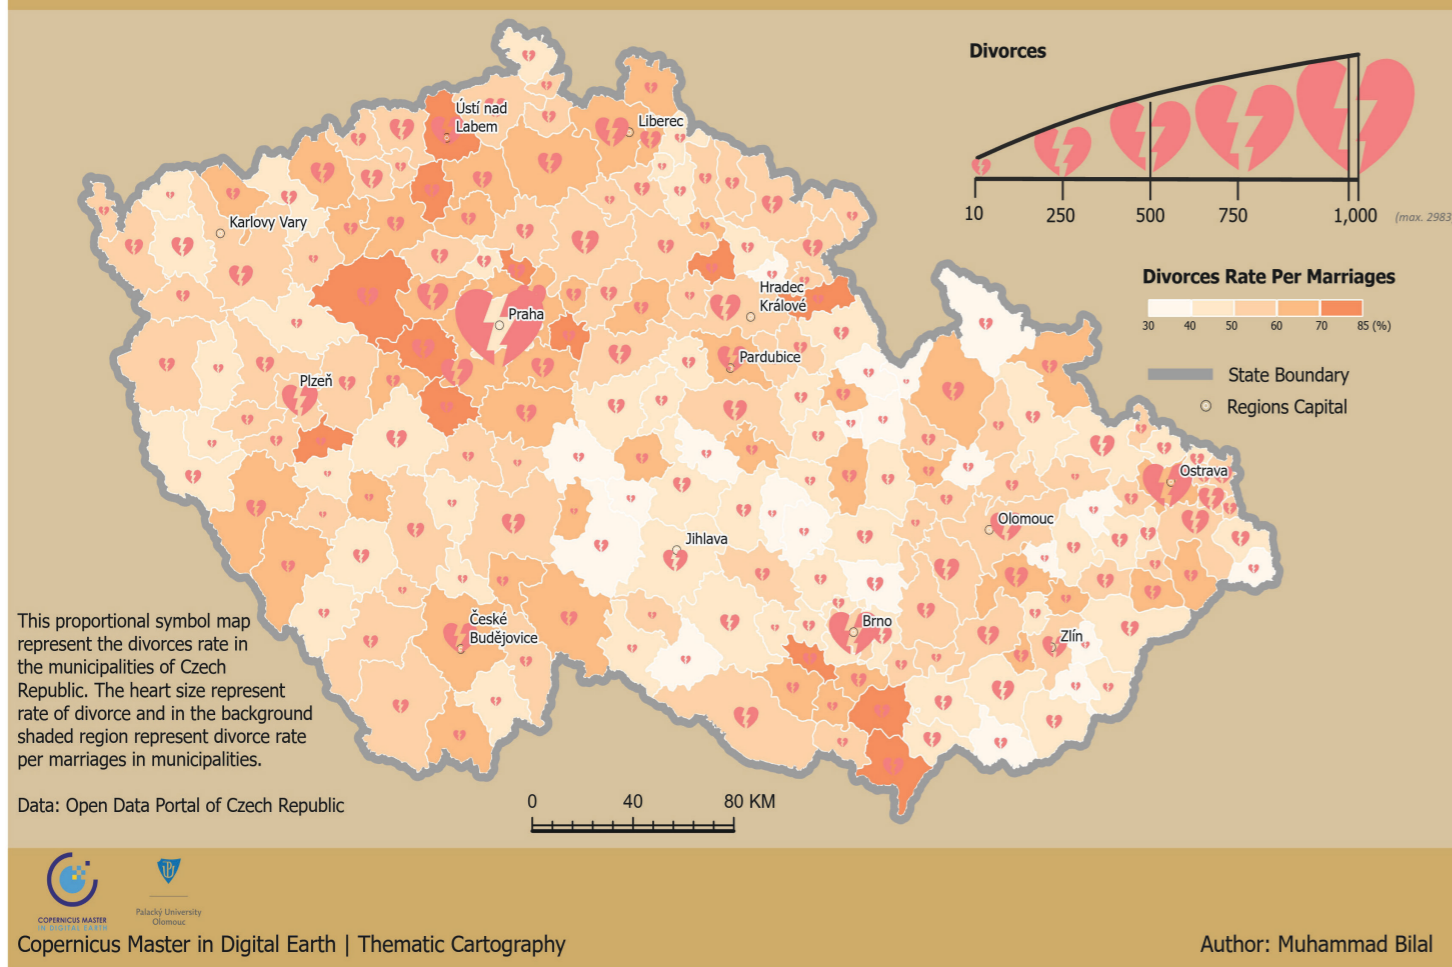 Divorces
10
250
500
750
1,000
(max. 2983
Divorces Rate Per Marriages
30
40
50
60
70
85 (%)
State Boundary
Regions Capital
Ústí nad
Labem
Liberec
Karlovy Vary
Hradec
Králové
Praha
Pardubice
Plzeň
Ostrava
Olomouc
Jihlava
České
Budějovice
Brno
Zlín
This proportional symbol map
represent the divorces rate in
the municipalities of Czech
Republic. The heart size represent
rate of divorce and in the background
shaded region represent divorce rate
per marriages in municipalities.
Data: Open Data Portal of Czech Republic
0
40
80 KM
COPERNICUS MASTER
IN DIGITAL EARTH
Palacký University
Olomouc
Copernicus Master in Digital Earth | Thematic Cartography
Author: Muhammad Bilal